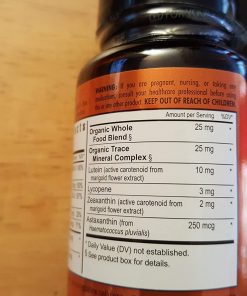 WARNING: If you are pregnant, nursing, or taking any
medications, consult your healthcare professional before using
this or any other product. KEEP OUT OF REACH OF CHILDREN.
Amount per Serving %DV*
Organic Whole
Food Blend § 25 mg *
Organic Trace
Mineral Complex § 25 mg *
Lutein (active carotenoid from 10 mg *
marigold flower extract)
Lycopene 3 mg *
Zeaxanthin (active carotenoid from 2 mg *
marigold flower extract)
Astaxanthin (from 250 mcg *
Haematococcus pluvialis)
* Daily Value (DV) not established.
§ See product box for details.